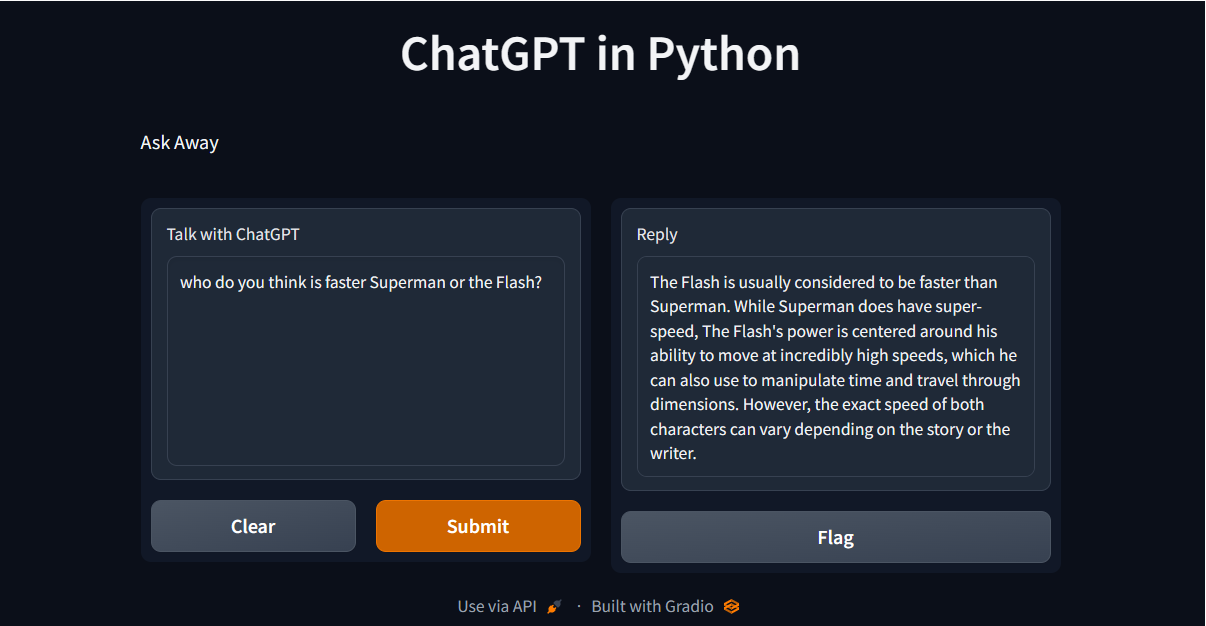 ChatGPT in Python
Ask Away
Talk with ChatGPT
who do you think is faster Superman or the Flash?
Clear
Submit
Reply
The Flash is usually considered to be faster than
Superman. While Superman does have super-
speed, The Flash's power is centered around his
ability to move at incredibly high speeds, which he
can also use to manipulate time and travel through
dimensions. However, the exact speed of both
characters can vary depending on the story or the
writer.
Flag
Use via API · Built with Gradio